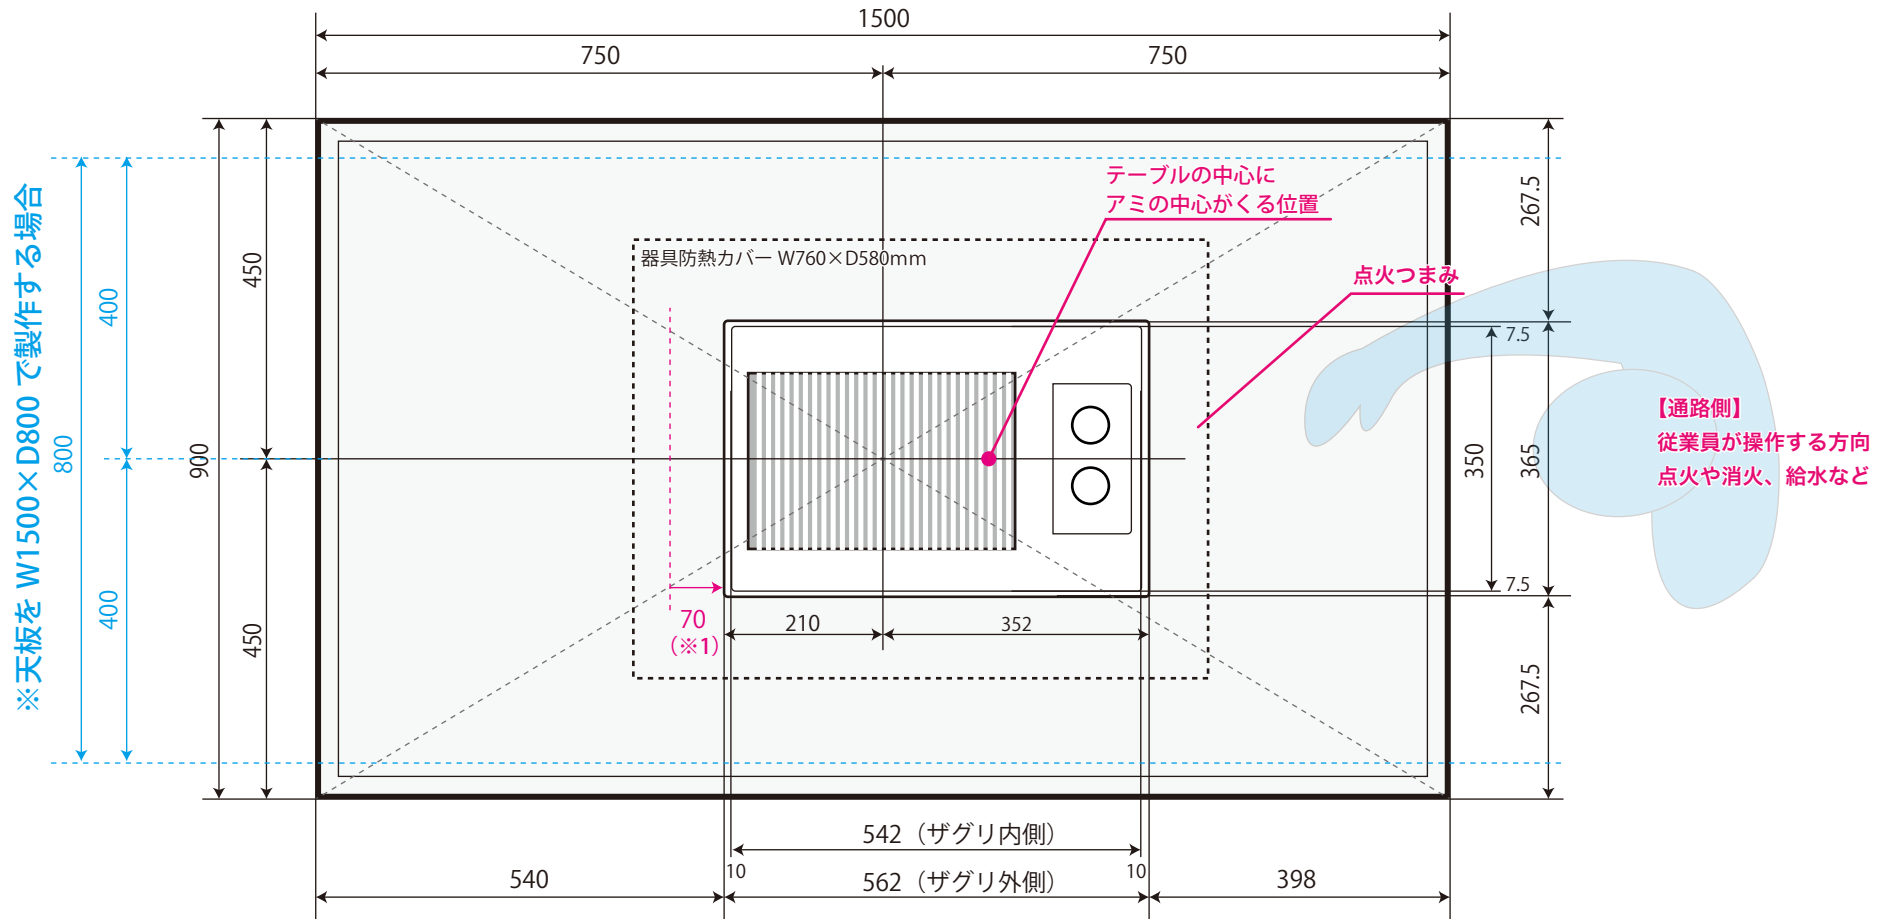 1500
750
750
テーブルの中心に
アミの中心がくる位置
器具防熱カバー W760×D580mm
点火つまみ
267.5
7.5
450
400
※天板を W1500×D800 で製作する場合
800
900
350
365
【通路側】
従業員が操作する方向
点火や消火、給水など
400
450
7.5
70
（※1）
210
352
267.5
542（ザグリ内側）
10
10
540
562（ザグリ外側）
398